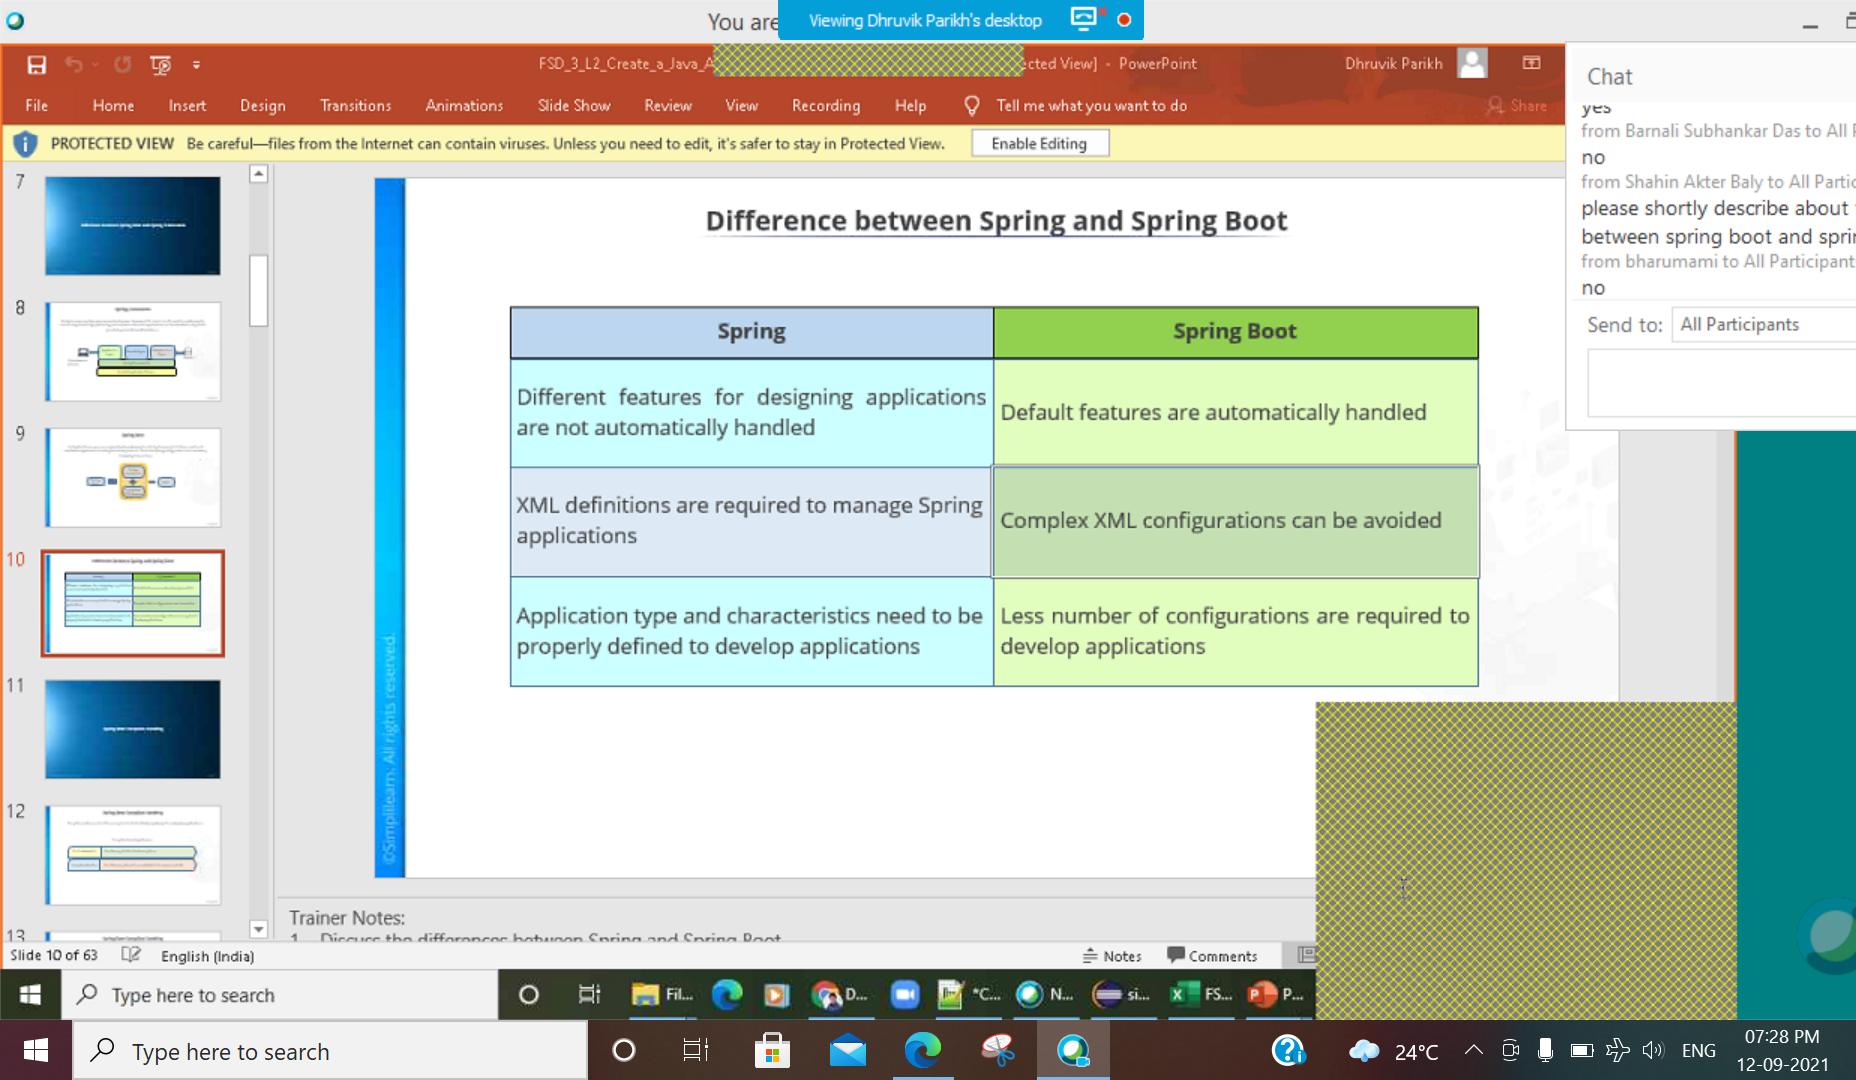 You are
Viewing Dhruvik Parikh's desktop
FSD_3_L2_Create_a_Java_A
cted View] - PowerPoint
Dhruvik Parikh
File Home Insert Design Transitions Animations Slide Show Review View Recording Help Tell me what you want to do Share
PROTECTED VIEW Be careful—files from the Internet can contain viruses. Unless you need to edit, it's safer to stay in Protected View. Enable Editing
7
8
9
10
11
12
13
Difference between Spring and Spring Boot
Spring
Spring Boot
Different features for designing applications
are not automatically handled
Default features are automatically handled
XML definitions are required to manage Spring
applications
Complex XML configurations can be avoided
Application type and characteristics need to be
properly defined to develop applications
Less number of configurations are required to
develop applications
©Simplilearn. All rights reserved.
Trainer Notes:
1. Discuss the differences between Spring and Spring Boot
Slide 10 of 63 English (India) Notes Comments
Chat
yes
from Barnali Subhankar Das to All
no
from Shahin Akter Baly to All Partic
please shortly describe about
between spring boot and sprin
from bharumami to All Participant
no
Send to: All Participants
Type here to search
Fil...
D...
*C...
N...
si...
FS...
P...
Type here to search
24°C
ENG
07:28 PM
12-09-2021